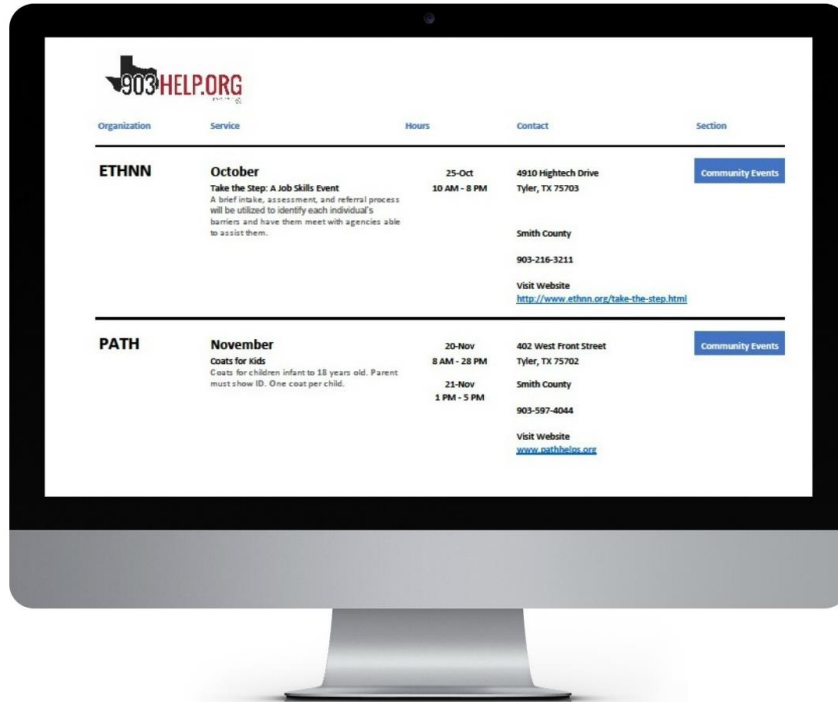 903HELP.ORG
Organization Service Hours Contact Section
ETHNN
October
Take the Step: A Job Skills Event
A brief intake, assessment, and referral process
will be utilized to identify each individual's
barriers and have them meet with agencies able
to assist them.
25-Oct
10 AM - 8 PM
4910 Hightech Drive
Tyler, TX 75703
Smith County
903-216-3211
Visit Website
http://www.ethnn.org/take-the-step.html
Community Events
PATH
November
Coats for Kids
Coats for children infant to 18 years old. Parent
must show ID. One coat per child.
20-Nov
8 AM - 28 PM
21-Nov
1 PM - 5 PM
402 West Front Street
Tyler, TX 75702
Smith County
903-597-4044
Visit Website
www.pathhelps.org
Community Events